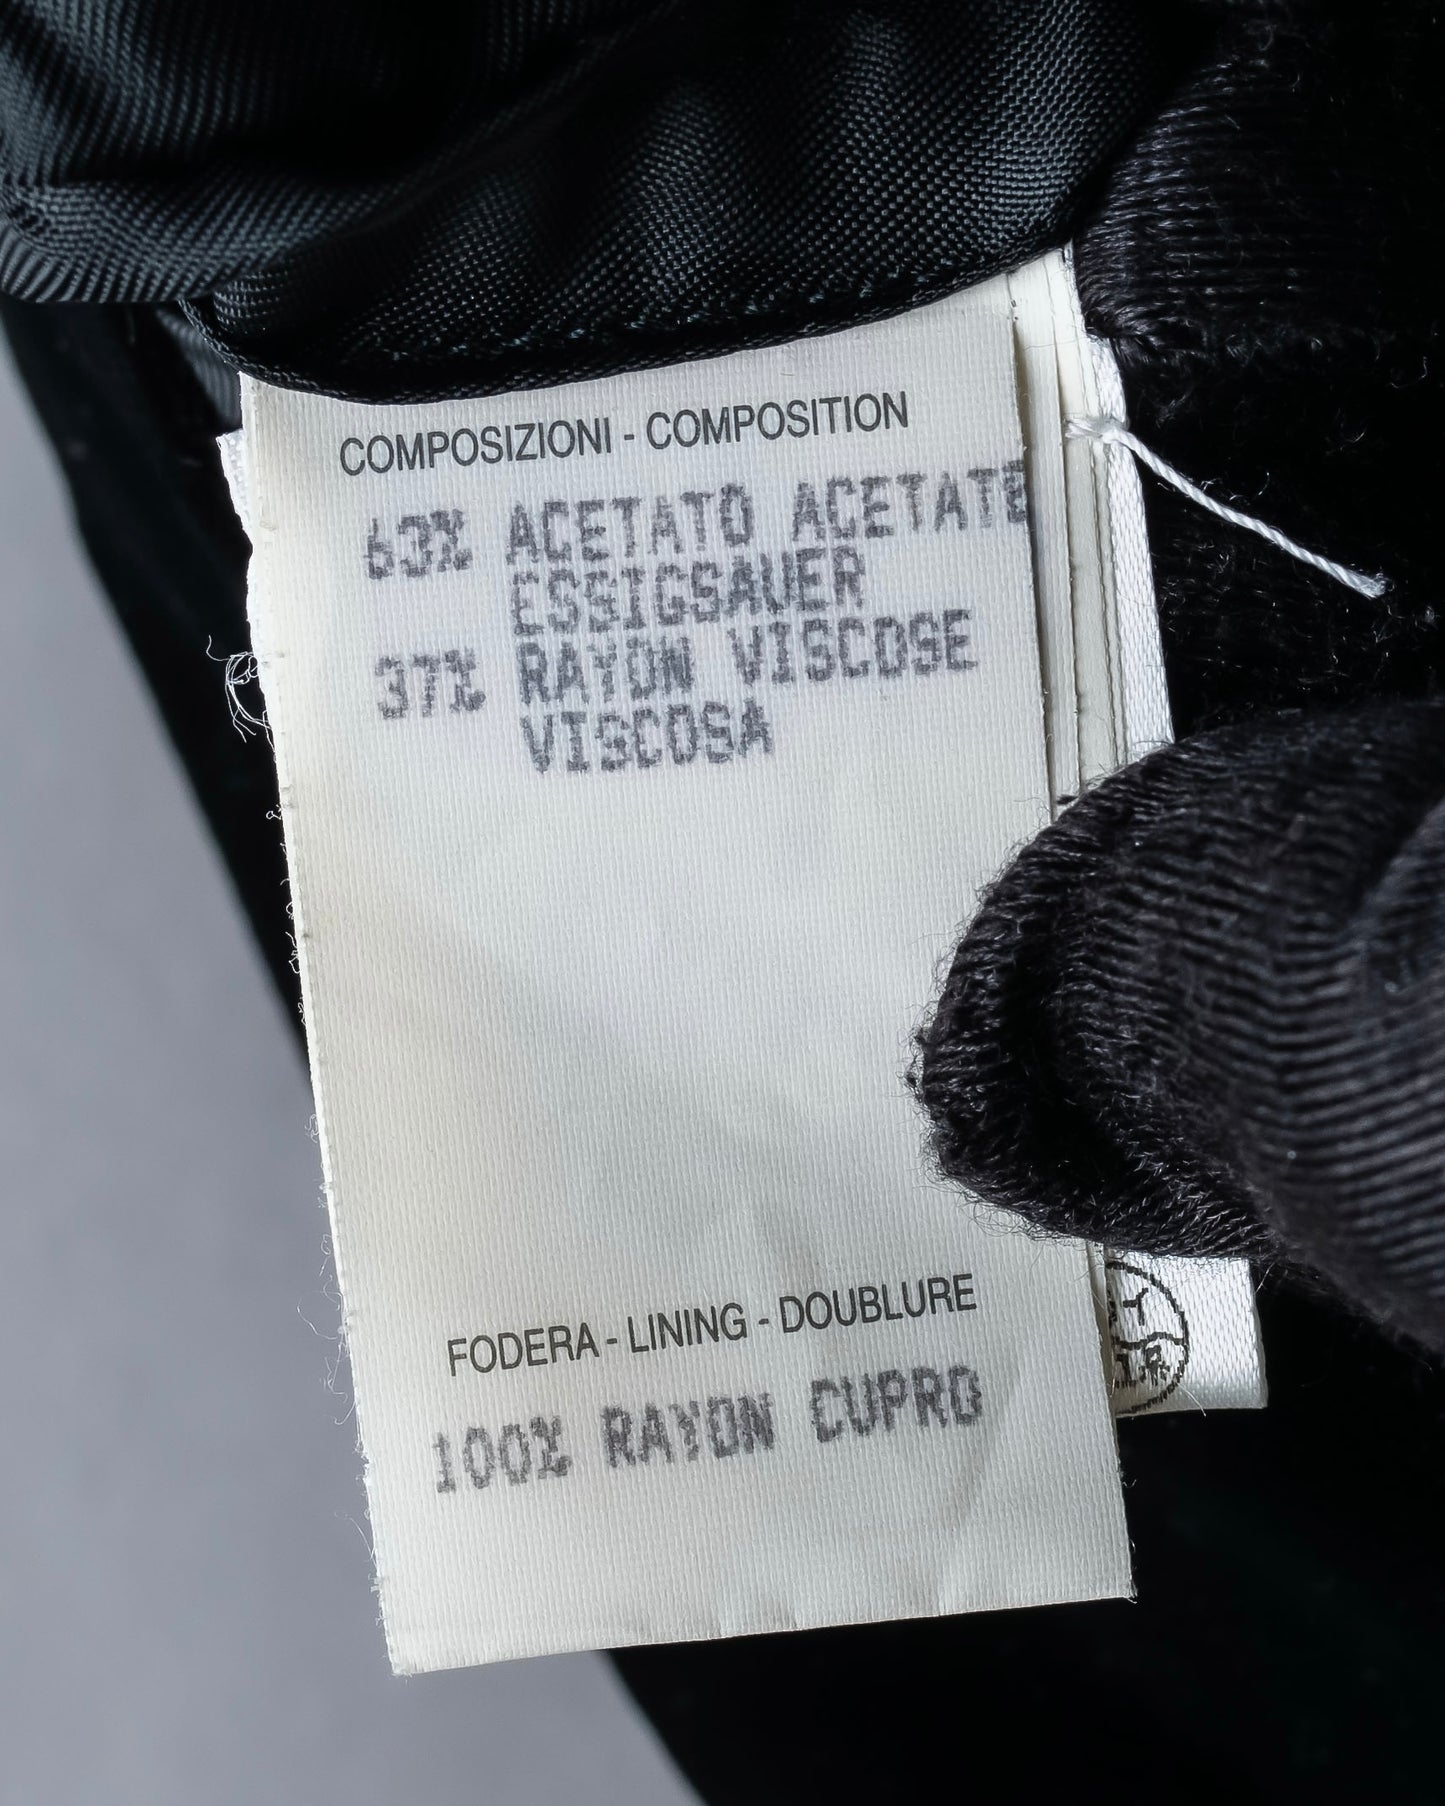 COMPOSIZIONI - COMPOSITION
63% ACETATO ACETATE
ESSIGSAUER
37% RAYON VISCOSE
VISCOSA
FODERA - LINING - DOUBLURE
100% RAYON CUPRO